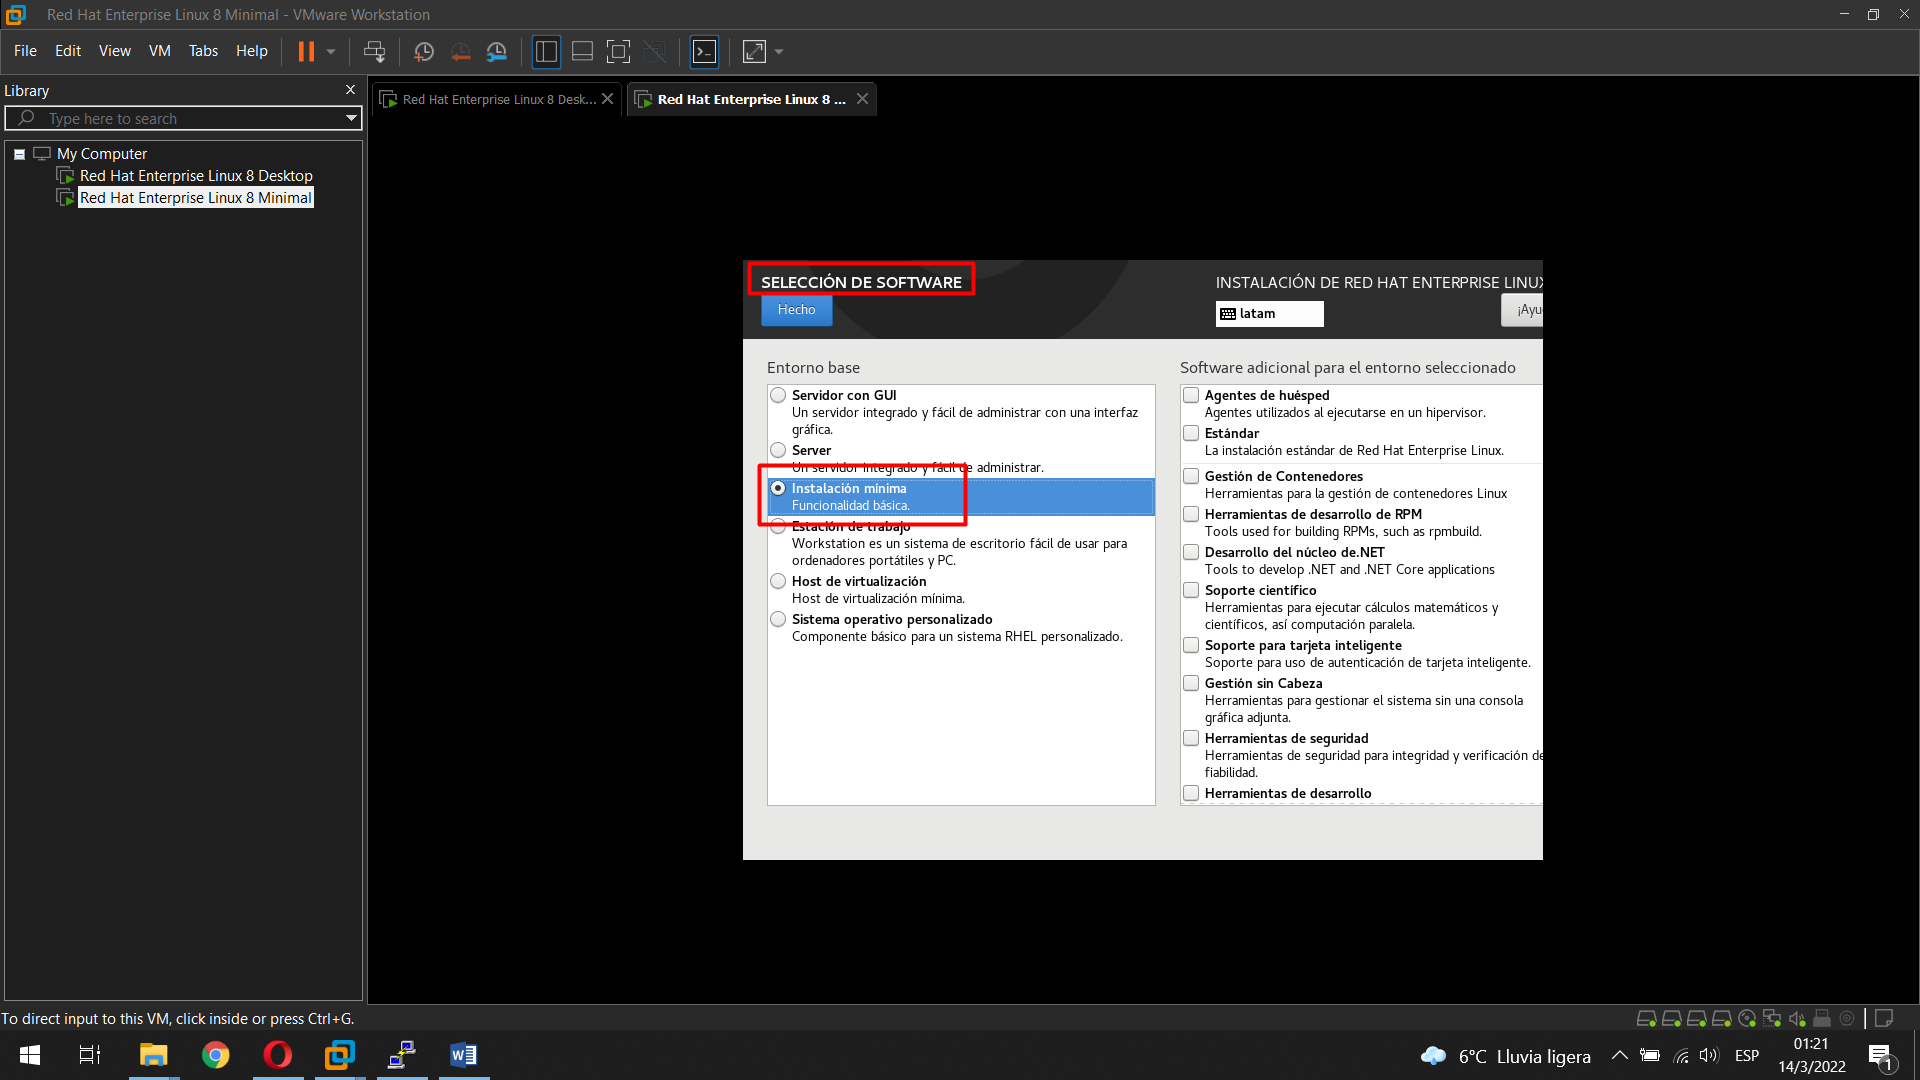 Red Hat Enterprise Linux 8 Minimal - VMware Workstation
File Edit View VM Tabs Help
Library
Type here to search
My Computer
Red Hat Enterprise Linux 8 Desktop
Red Hat Enterprise Linux 8 Minimal
Red Hat Enterprise Linux 8 Desk...
Red Hat Enterprise Linux 8 ...
SELECCIÓN DE SOFTWARE
Hecho
INSTALACIÓN DE RED HAT ENTERPRISE LINUX
latam
¡Ayu
Entorno base
Servidor con GUI
Un servidor integrado y fácil de administrar con una interfaz
gráfica.
Server
Un servidor integrado y fácil de administrar.
Instalación mínima
Funcionalidad básica.
Estación de trabajo
Workstation es un sistema de escritorio fácil de usar para
ordenadores portátiles y PC.
Host de virtualización
Host de virtualización mínima.
Sistema operativo personalizado
Componente básico para un sistema RHEL personalizado.
Software adicional para el entorno seleccionado
Agentes de huésped
Agentes utilizados al ejecutarse en un hipervisor.
Estándar
La instalación estándar de Red Hat Enterprise Linux.
Gestión de Contenedores
Herramientas para la gestión de contenedores Linux
Herramientas de desarrollo de RPM
Tools used for building RPMs, such as rpmbuild.
Desarrollo del núcleo de.NET
Tools to develop .NET and .NET Core applications
Soporte científico
Herramientas para ejecutar cálculos matemáticos y
científicos, así computación paralela.
Soporte para tarjeta inteligente
Soporte para uso de autenticación de tarjeta inteligente.
Gestión sin Cabeza
Herramientas para gestionar el sistema sin una consola
gráfica adjunta.
Herramientas de seguridad
Herramientas de seguridad para integridad y verificación de
fiabilidad.
Herramientas de desarrollo
To direct input to this VM, click inside or press Ctrl+G.
6°C Lluvia ligera
ESP
01:21
14/3/2022
1